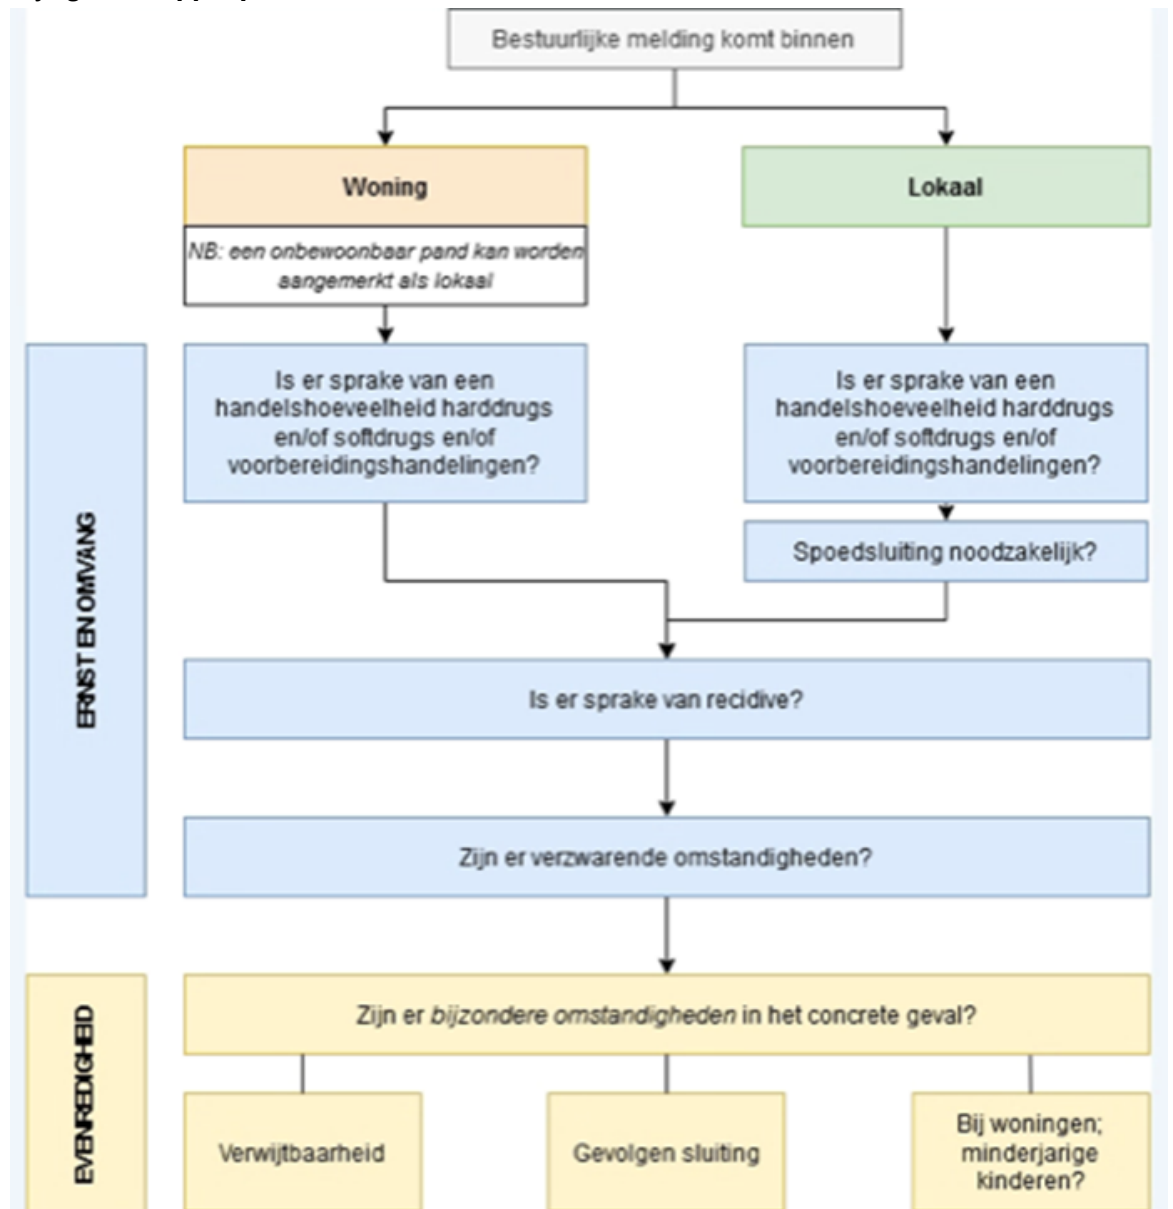 Bestuurlijke melding komt binnen
Woning
Lokaal
NB: een onbewoonbaar pand kan worden
aangemerkt als lokaal
ERNST EN OMVANG
Is er sprake van een
handelshoeveelheid harddrugs
en/of softdrugs en/of
voorbereidingshandelingen?
Is er sprake van een
handelshoeveelheid harddrugs
en/of softdrugs en/of
voorbereidingshandelingen?
Spoedsluiting noodzakelijk?
Is er sprake van recidive?
Zijn er verzwarende omstandigheden?
EVENREDIGHEID
Zijn er bijzondere omstandigheden in het concrete geval?
Verwijtbaarheid
Gevolgen sluiting
Bij woningen;
minderjarige
kinderen?